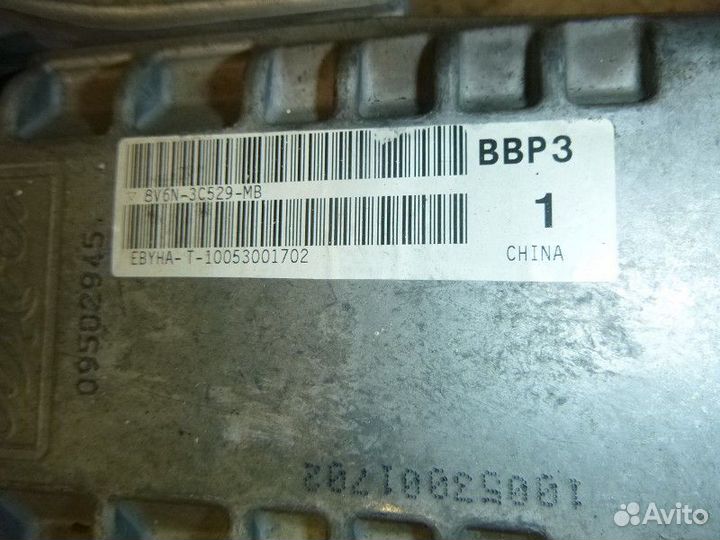 BBP3
8V6N-3C529-MB
1
EBYHA-T-10053001702
CHINA
09502945
10053001702
Avito